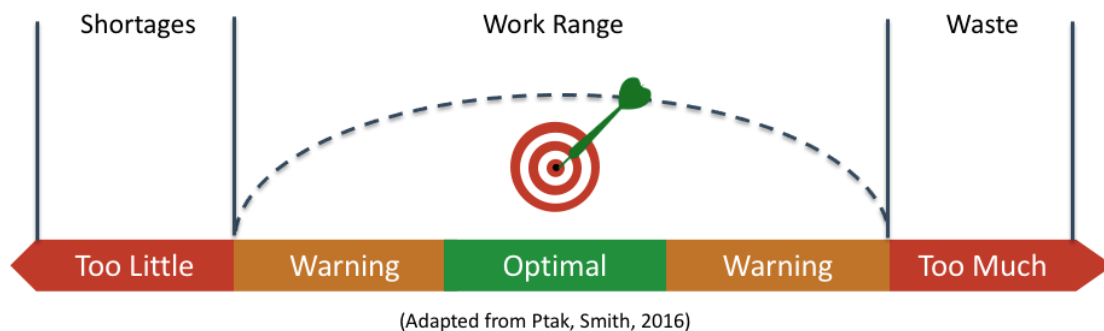 Shortages Work Range Waste
Too Little Warning Optimal Warning Too Much
(Adapted from Ptak, Smith, 2016)